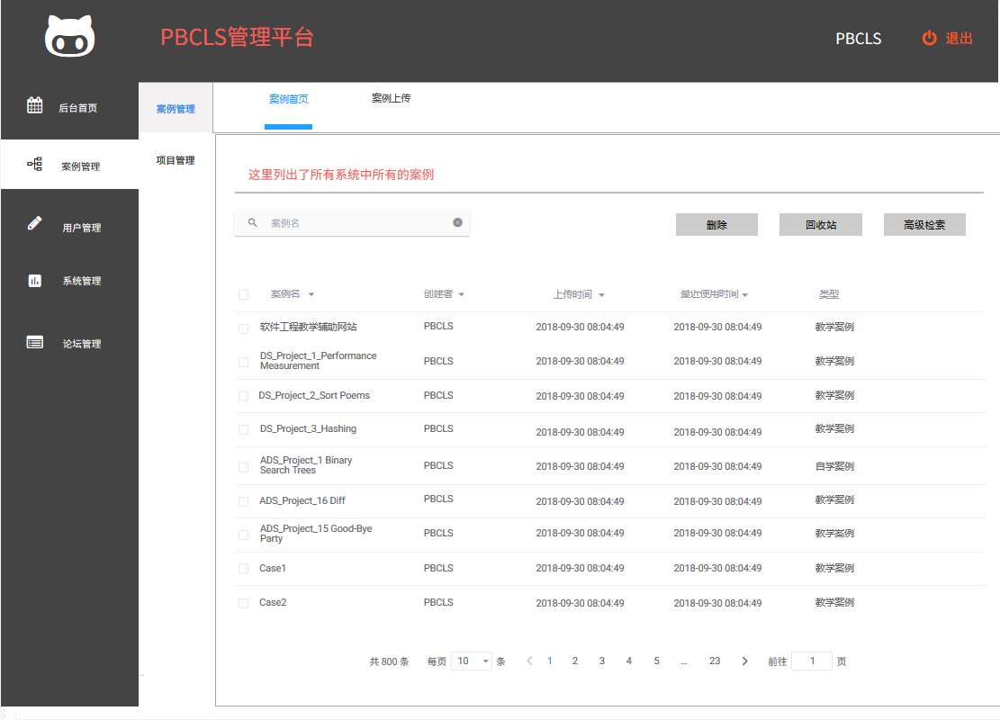 PBCLS管理平台
PBCLS
退出
后台首页
案例管理
用户管理
系统管理
论坛管理
案例管理
项目管理
案例首页
案例上传
这里列出了所有系统中所有的案例
案例名
删除
回收站
高级检索
案例名 创建者 上传时间 最近使用时间 类型
软件工程教学辅助网站 PBCLS 2018-09-30 08:04:49 2018-09-30 08:04:49 教学案例
DS_Project_1_Performance
Measurement PBCLS 2018-09-30 08:04:49 2018-09-30 08:04:49 教学案例
DS_Project_2_Sort Poems PBCLS 2018-09-30 08:04:49 2018-09-30 08:04:49 教学案例
DS_Project_3_Hashing PBCLS 2018-09-30 08:04:49 2018-09-30 08:04:49 教学案例
ADS_Project_1 Binary
Search Trees PBCLS 2018-09-30 08:04:49 2018-09-30 08:04:49 自学案例
ADS_Project_16 Diff PBCLS 2018-09-30 08:04:49 2018-09-30 08:04:49 教学案例
ADS_Project_15 Good-Bye
Party PBCLS 2018-09-30 08:04:49 2018-09-30 08:04:49 教学案例
Case1 PBCLS 2018-09-30 08:04:49 2018-09-30 08:04:49 教学案例
Case2 PBCLS 2018-09-30 08:04:49 2018-09-30 08:04:49 教学案例
共 800 条 每页 10 条 1 2 3 4 5 ... 23 前往 1 页